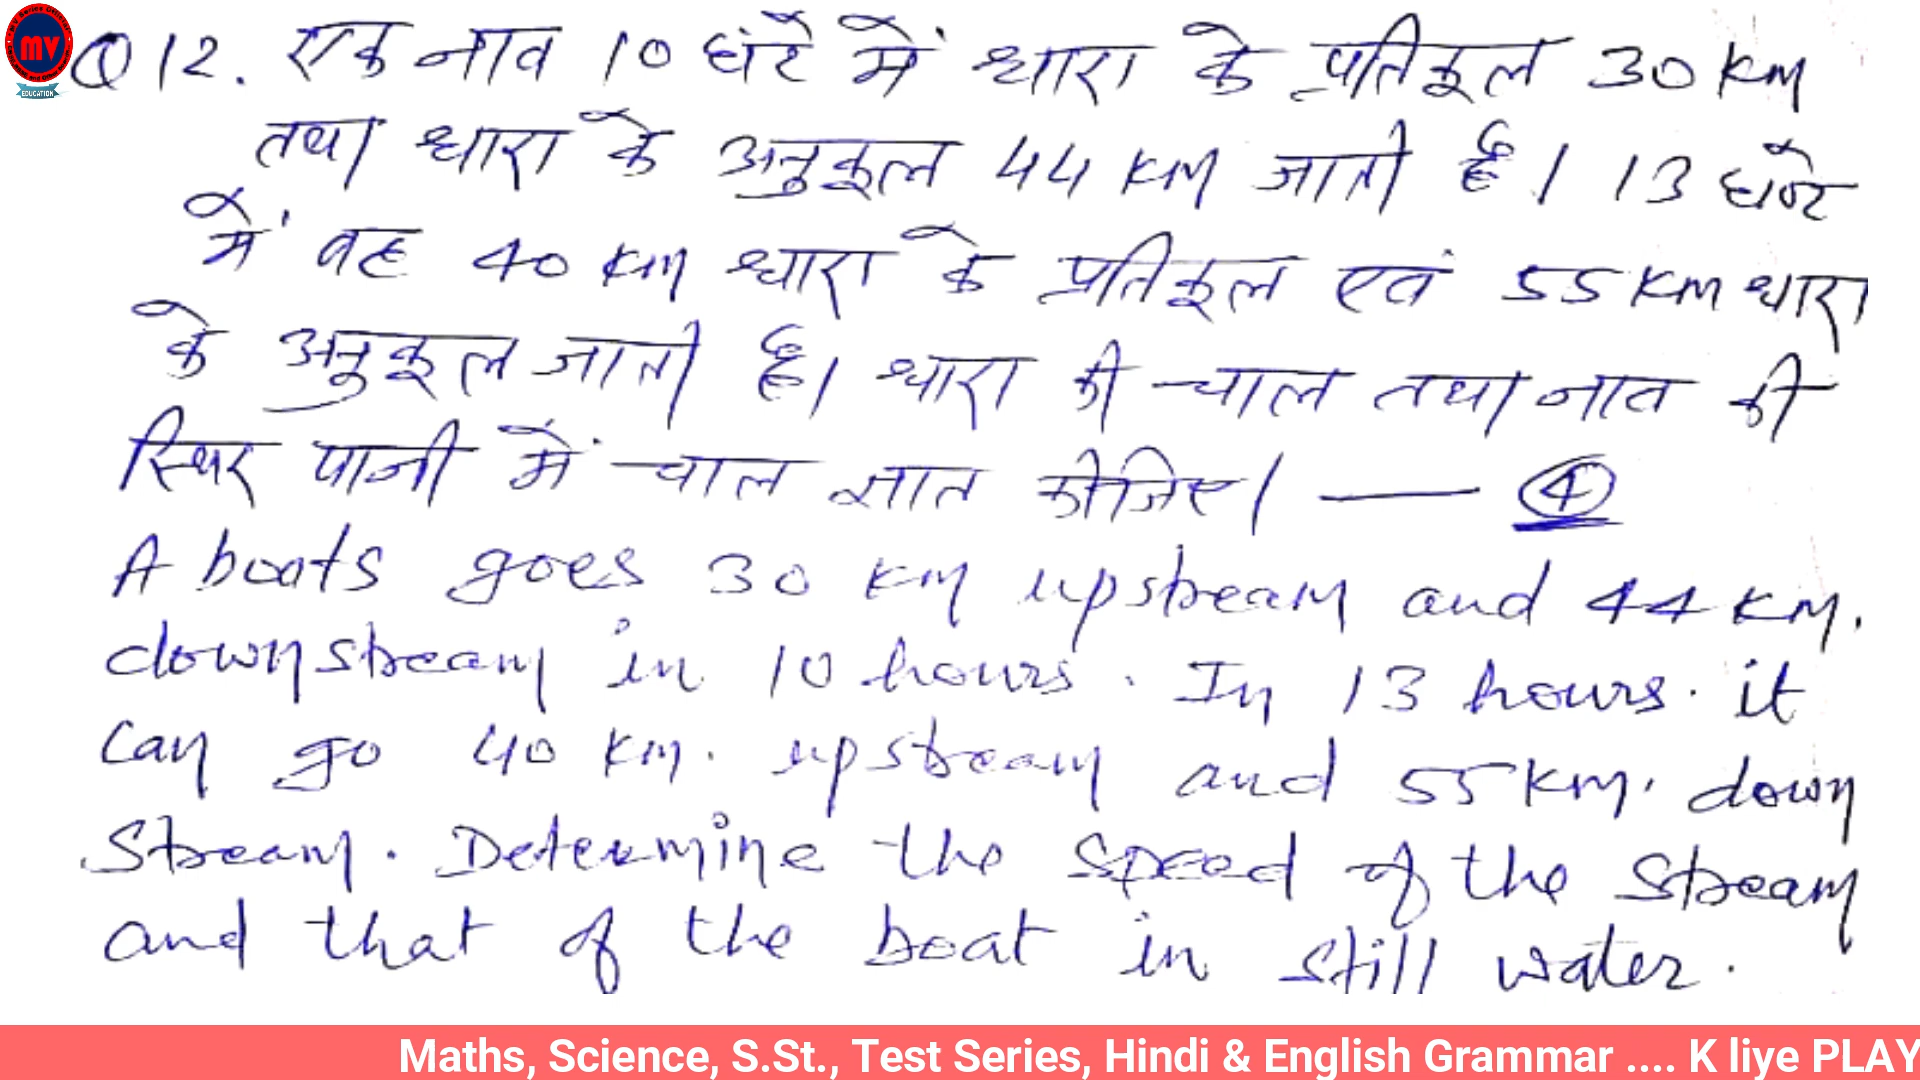 MV
EDUCATION
Q 12. एक नाव 10 घंटे में धारा के प्रतिकूल 30 KM
तथा धारा के अनुकूल 44 KM जाती है। 13 घण्टे
में वह 40 KM धारा के प्रतिकूल एवं 55 KM धारा
के अनुकूल जाती है। धारा की चाल तथा नाव की
स्थिर पानी में चाल ज्ञात कीजिए। — 4
A boats goes 30 KM upstream and 44 KM.
downstream in 10 hours. In 13 hours. it
Can go 40 KM. upstream and 55 KM. down
Stream. Determine the Speed of the Stream
and that of the boat in still water.
Maths, Science, S.St., Test Series, Hindi & English Grammar .... K liye PLAY